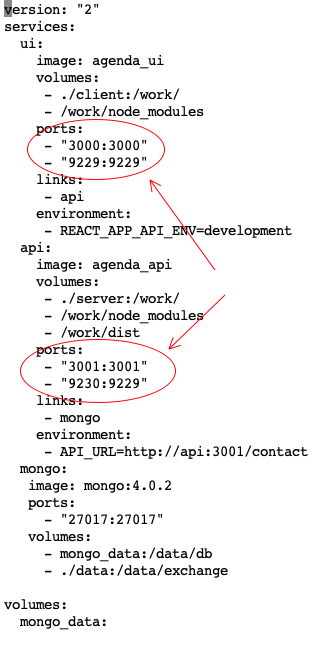 version: "2"
services:
  ui:
    image: agenda_ui
    volumes:
     - ./client:/work/
     - /work/node_modules
    ports:
     - "3000:3000"
     - "9229:9229"
    links:
     - api
    environment:
     - REACT_APP_API_ENV=development
  api:
    image: agenda_api
    volumes:
     - ./server:/work/
     - /work/node_modules
     - /work/dist
    ports:
     - "3001:3001"
     - "9230:9229"
    links:
     - mongo
    environment:
     - API_URL=http://api:3001/contact
  mongo:
   image: mongo:4.0.2
   ports:
     - "27017:27017"
   volumes:
     - mongo_data:/data/db
     - ./data:/data/exchange

volumes:
  mongo_data: